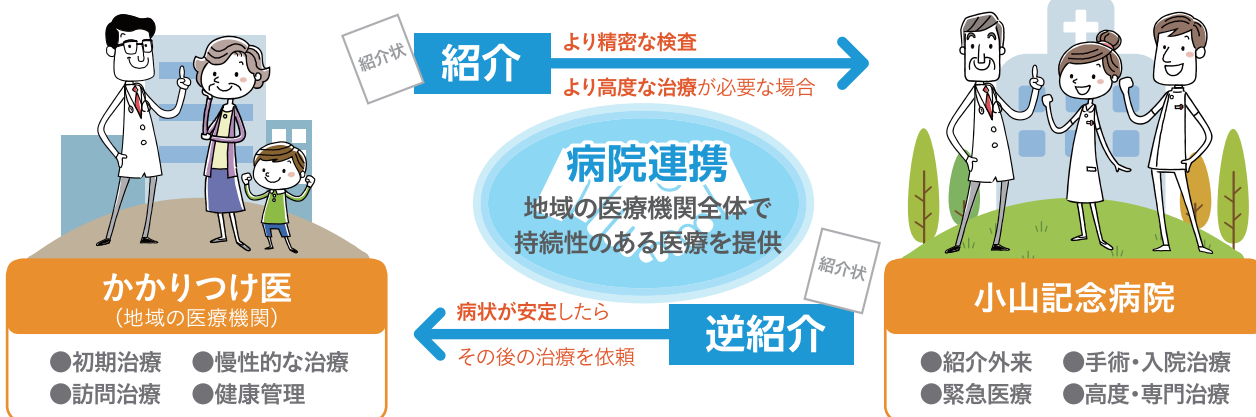 紹介状
紹介
より精密な検査
より高度な治療が必要な場合
病院連携
地域の医療機関全体で
持続性のある医療を提供
紹介状
病状が安定したら
その後の治療を依頼
逆紹介
かかりつけ医
（地域の医療機関）
●初期治療 ●慢性的な治療
●訪問治療 ●健康管理
小山記念病院
●紹介外来 ●手術・入院治療
●緊急医療 ●高度・専門治療